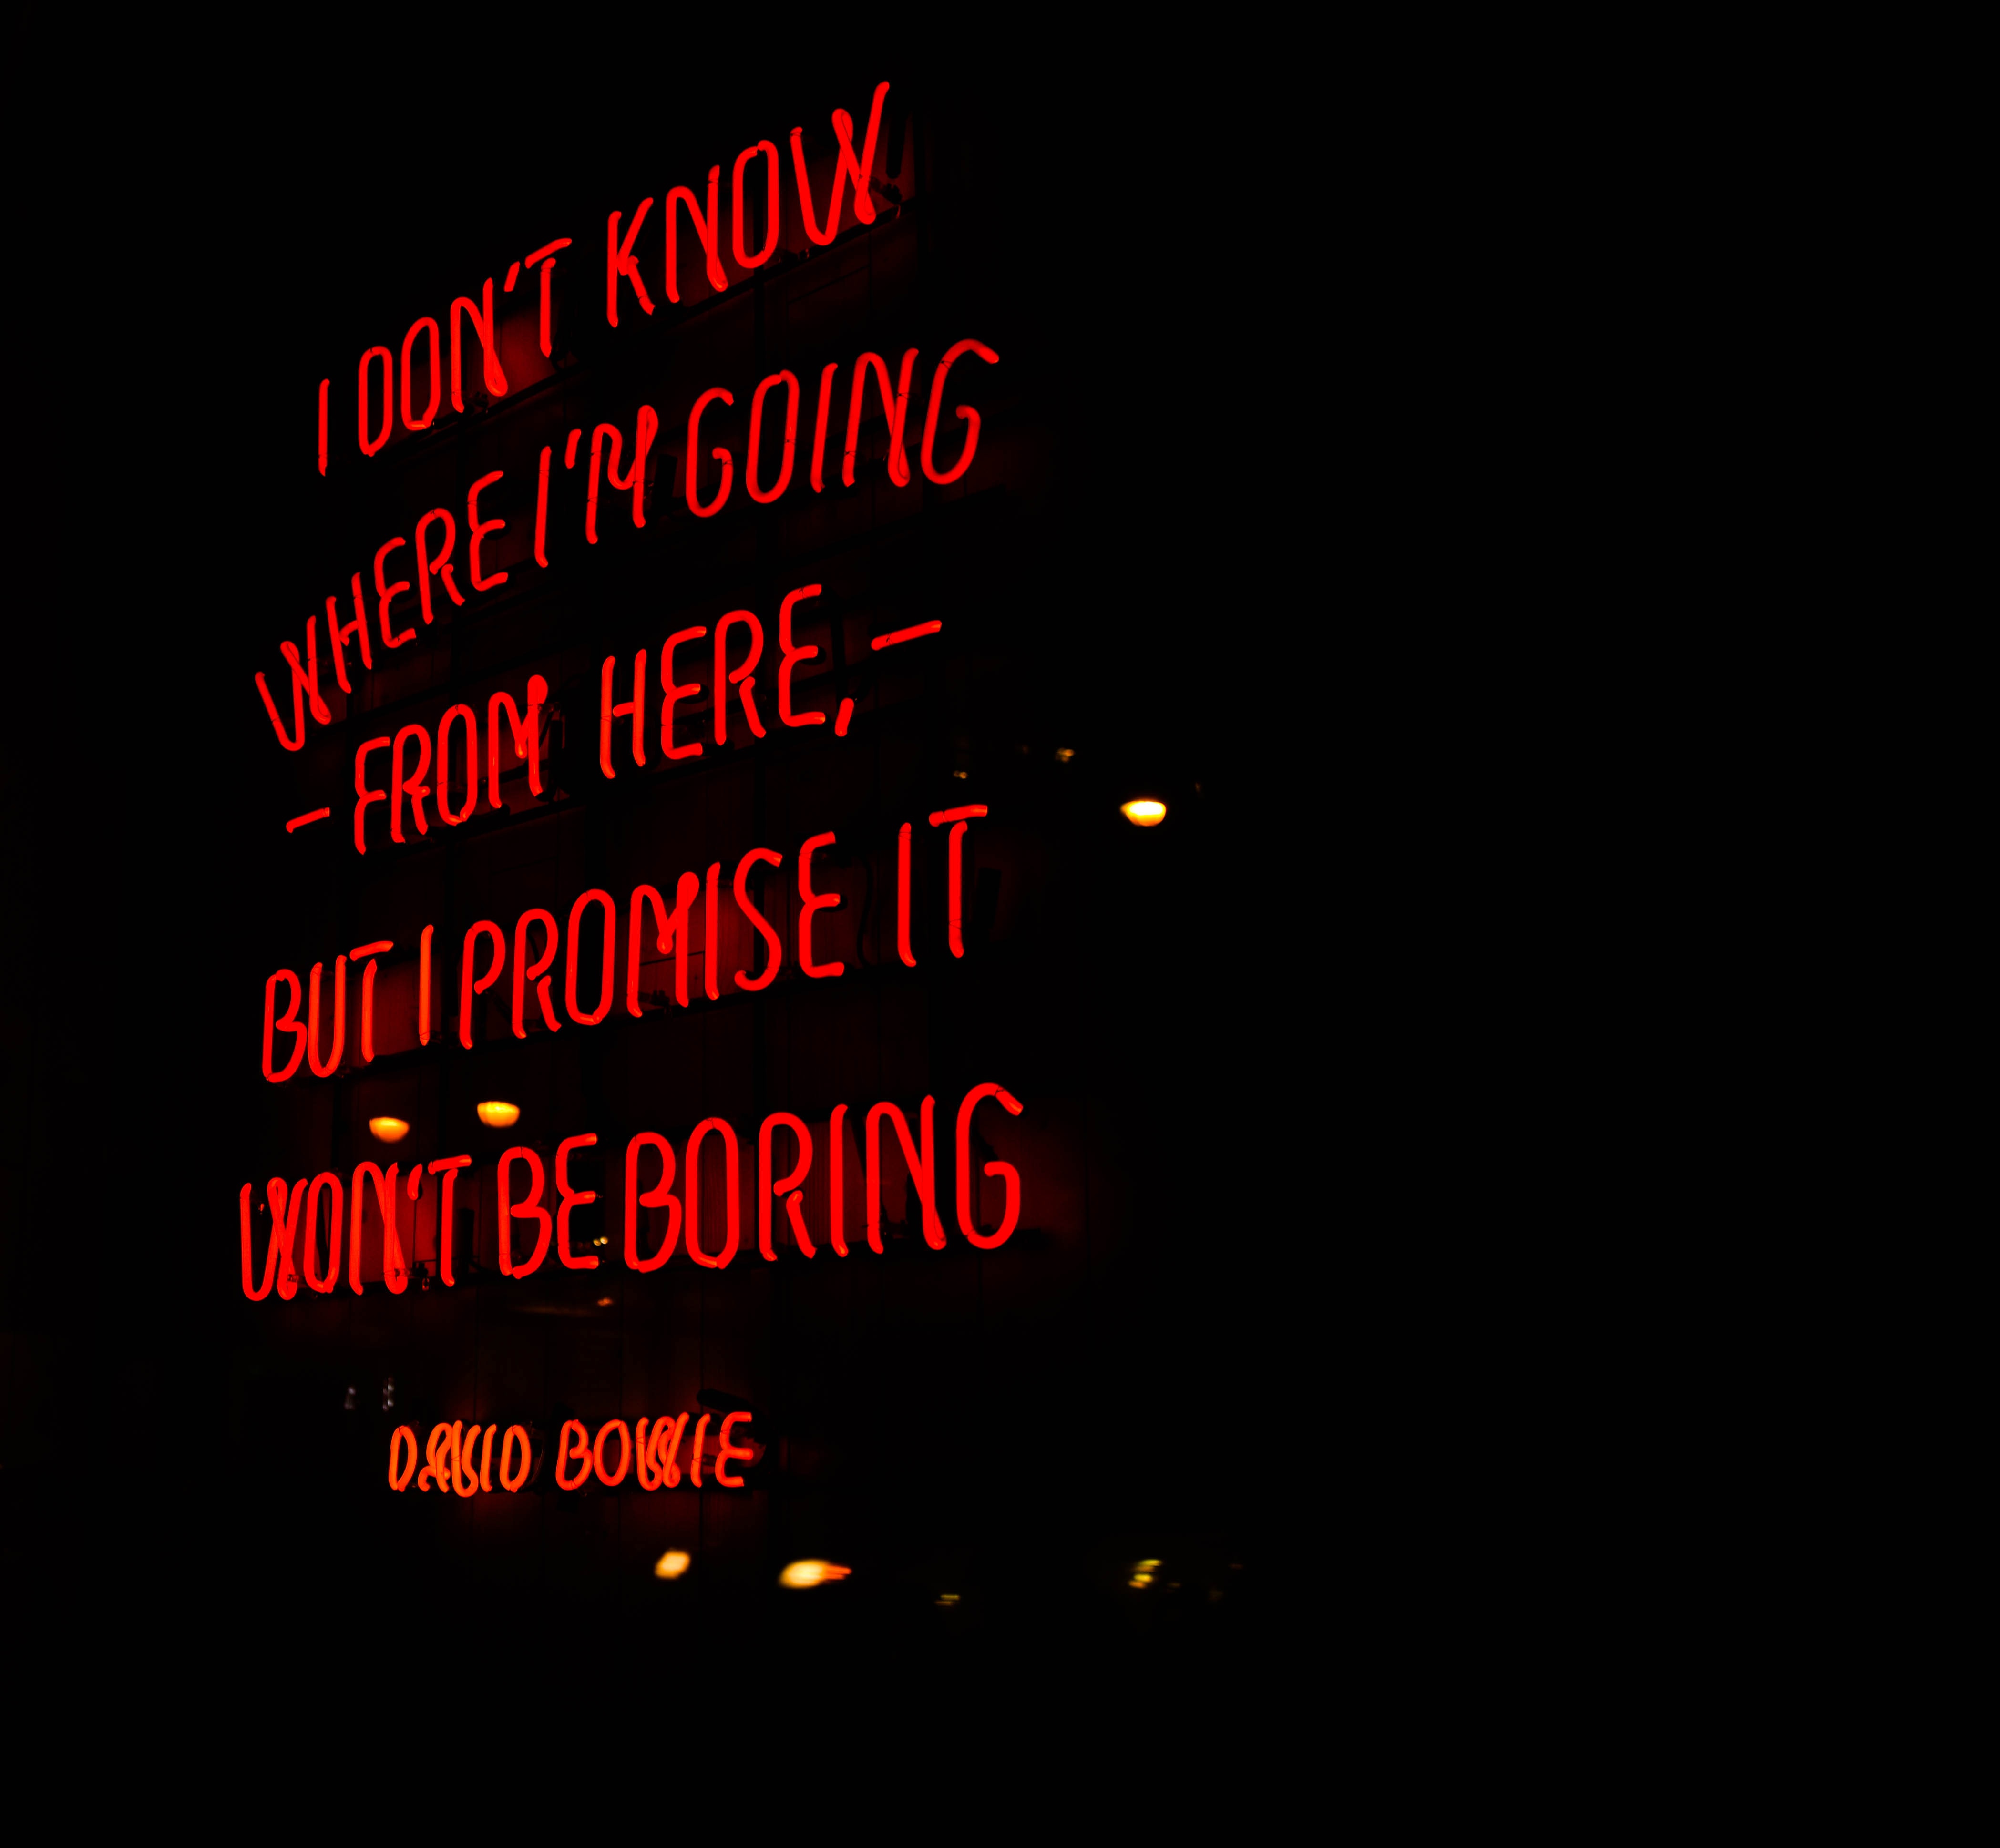 I DON'T KNOW
WHERE I'M GOING
– FROM HERE, –
BUT I PROMISE IT
WON'T BE BORING
DAVID BOWIE